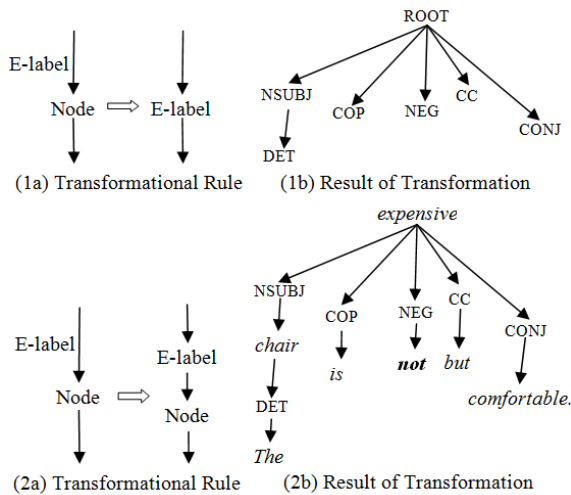 E-label
Node
E-label
(1a) Transformational Rule
ROOT
NSUBJ
COP
NEG
CC
CONJ
DET
(1b) Result of Transformation
E-label
Node
E-label
Node
(2a) Transformational Rule
expensive
NSUBJ
COP
NEG
CC
CONJ
chair
is
not
but
comfortable.
DET
The
(2b) Result of Transformation